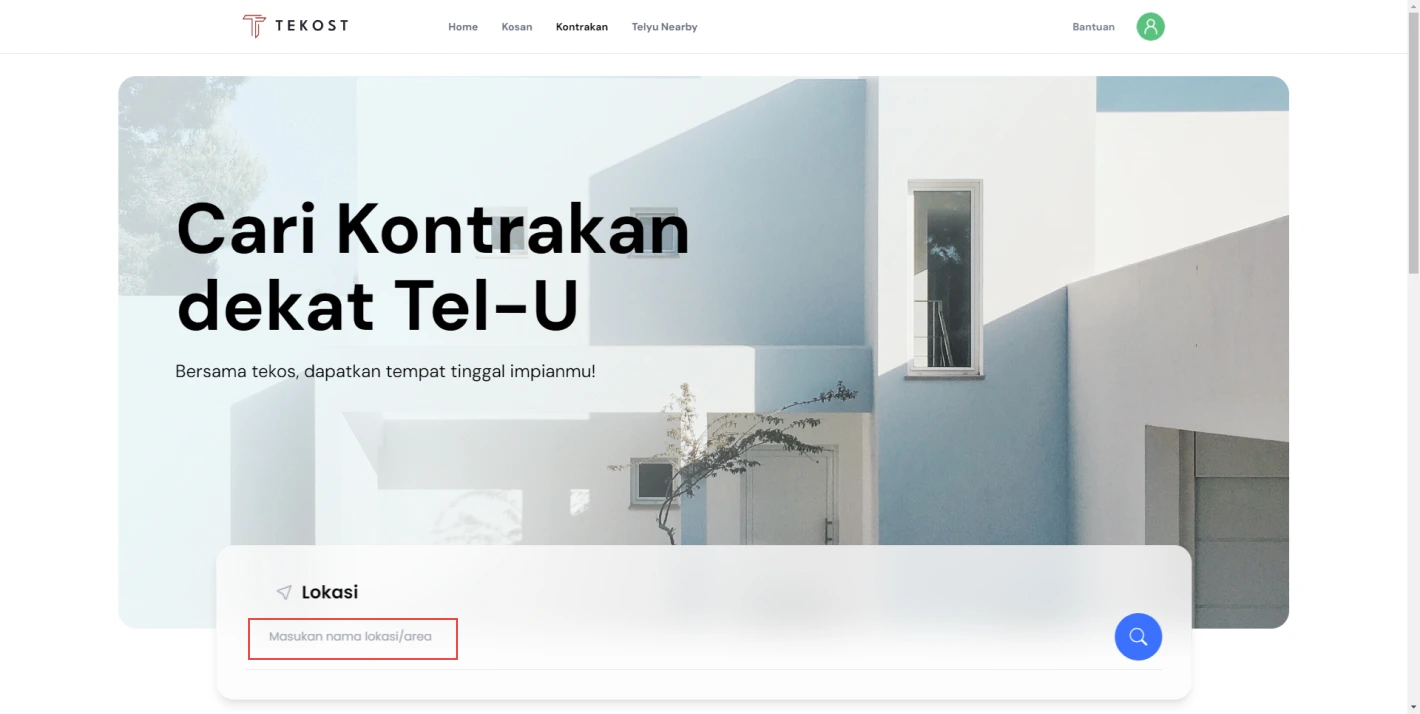 TEKOST
Home Kosan Kontrakan Telyu Nearby
Bantuan
Cari Kontrakan
dekat Tel-U
Bersama tekos, dapatkan tempat tinggal impianmu!
Lokasi
Masukan nama lokasi/area